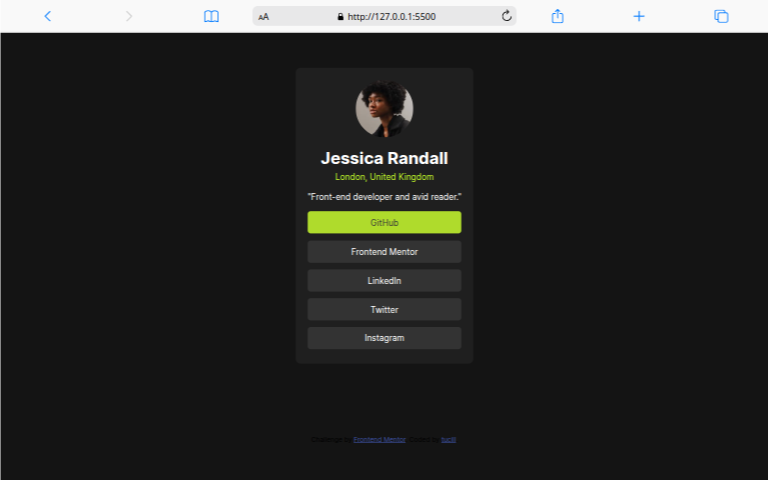 AA http://127.0.0.1:5500
Jessica Randall
London, United Kingdom
"Front-end developer and avid reader."
GitHub
Frontend Mentor
LinkedIn
Twitter
Instagram
Challenge by Frontend Mentor. Coded by